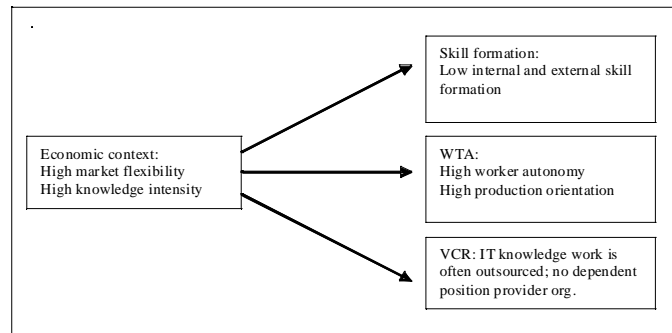 .
Skill formation:
Low internal and external skill
formation
Economic context:
High market flexibility
High knowledge intensity
WTA:
High worker autonomy
High production orientation
VCR: IT knowledge work is
often outsourced; no dependent
position provider org.